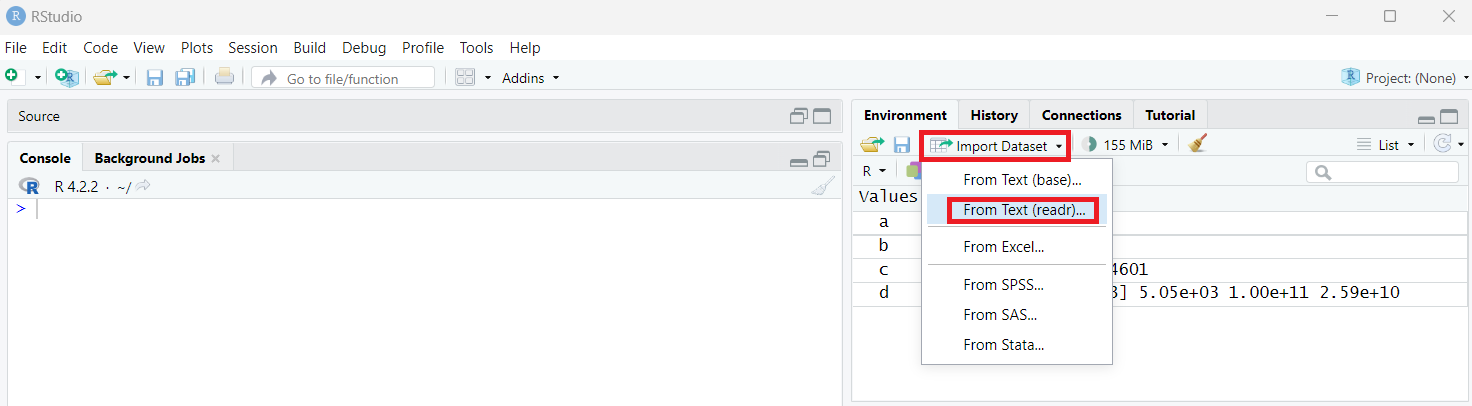 RStudio
File Edit Code View Plots Session Build Debug Profile Tools Help
Go to file/function Addins Project: (None)
Source
Console Background Jobs
R 4.2.2 · ~/
>
Environment History Connections Tutorial
Import Dataset 155 MiB List
R
Values
a
b
c 4601
d 3] 5.05e+03 1.00e+11 2.59e+10
From Text (base)...
From Text (readr)...
From Excel...
From SPSS...
From SAS...
From Stata...